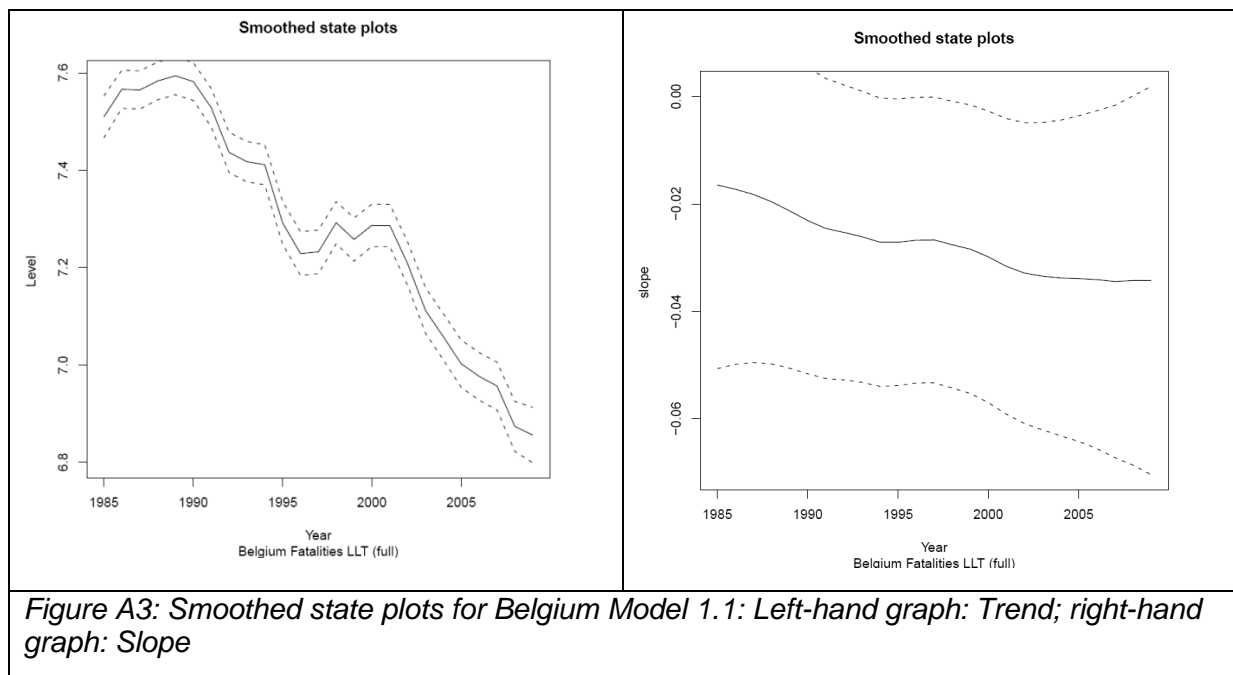 Smoothed state plots
Level
7.6
7.4
7.2
7.0
6.8
1985 1990 1995 2000 2005
Year
Belgium Fatalities LLT (full)
Smoothed state plots
slope
0.00
−0.02
−0.04
−0.06
1985 1990 1995 2000 2005
Year
Belgium Fatalities LLT (full)
Figure A3: Smoothed state plots for Belgium Model 1.1: Left-hand graph: Trend; right-hand
graph: Slope